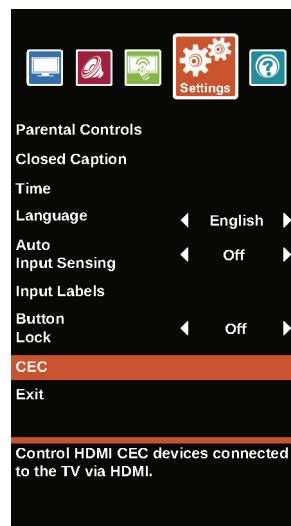 Settings
Parental Controls
Closed Caption
Time
Language English
Auto
Input Sensing Off
Input Labels
Button
Lock Off
CEC
Exit
Control HDMI CEC devices connected
to the TV via HDMI.